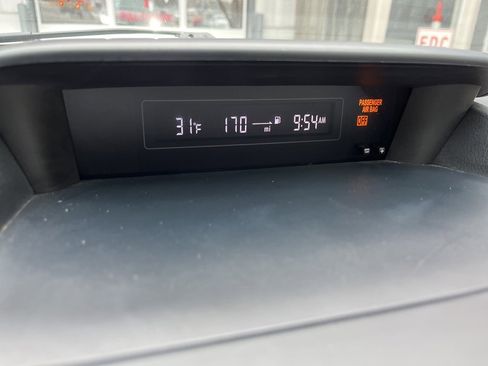 31°F 170 mi 9:54AM
PASSENGER
AIR BAG
OFF